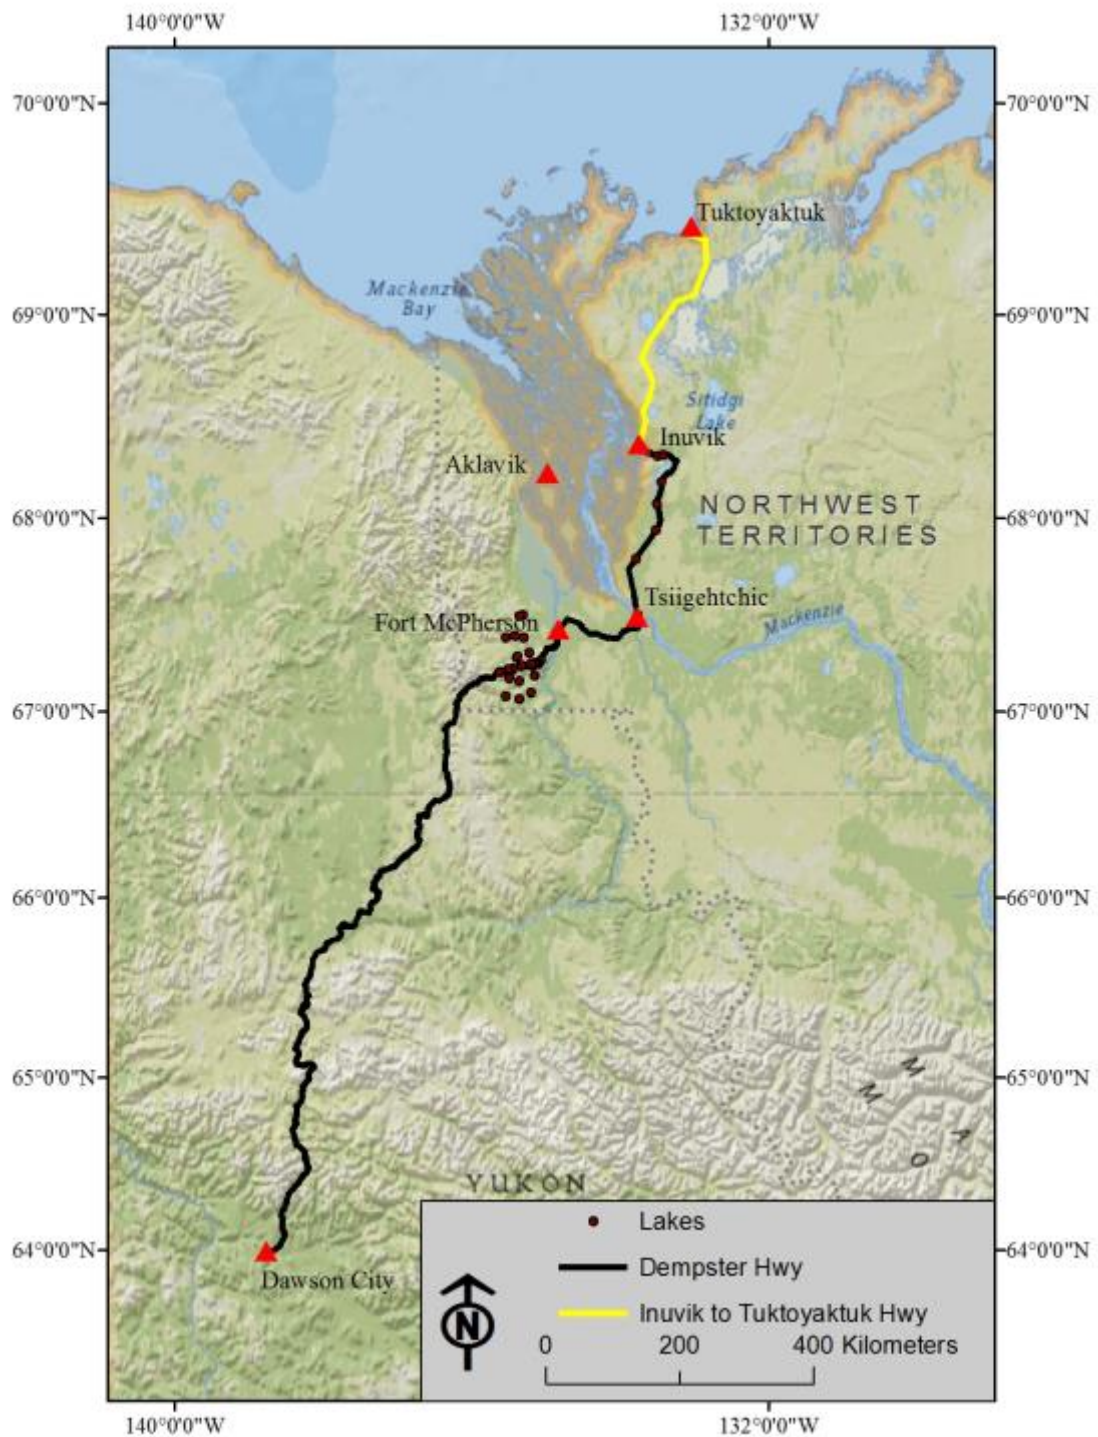 140°0'0"W 132°0'0"W
70°0'0"N 70°0'0"N
Tuktoyaktuk
Mackenzie
Bay
69°0'0"N 69°0'0"N
Sitidgi
Lake
Inuvik
Aklavik
NORTHWEST
TERRITORIES
68°0'0"N 68°0'0"N
Tsiigehtchic
Fort McPherson
Mackenzie
67°0'0"N 67°0'0"N
66°0'0"N 66°0'0"N
65°0'0"N 65°0'0"N
M
M
A
O
YUKON
64°0'0"N 64°0'0"N
Dawson City
Lakes
Dempster Hwy
Inuvik to Tuktoyaktuk Hwy
N
0 200 400 Kilometers
140°0'0"W 132°0'0"W